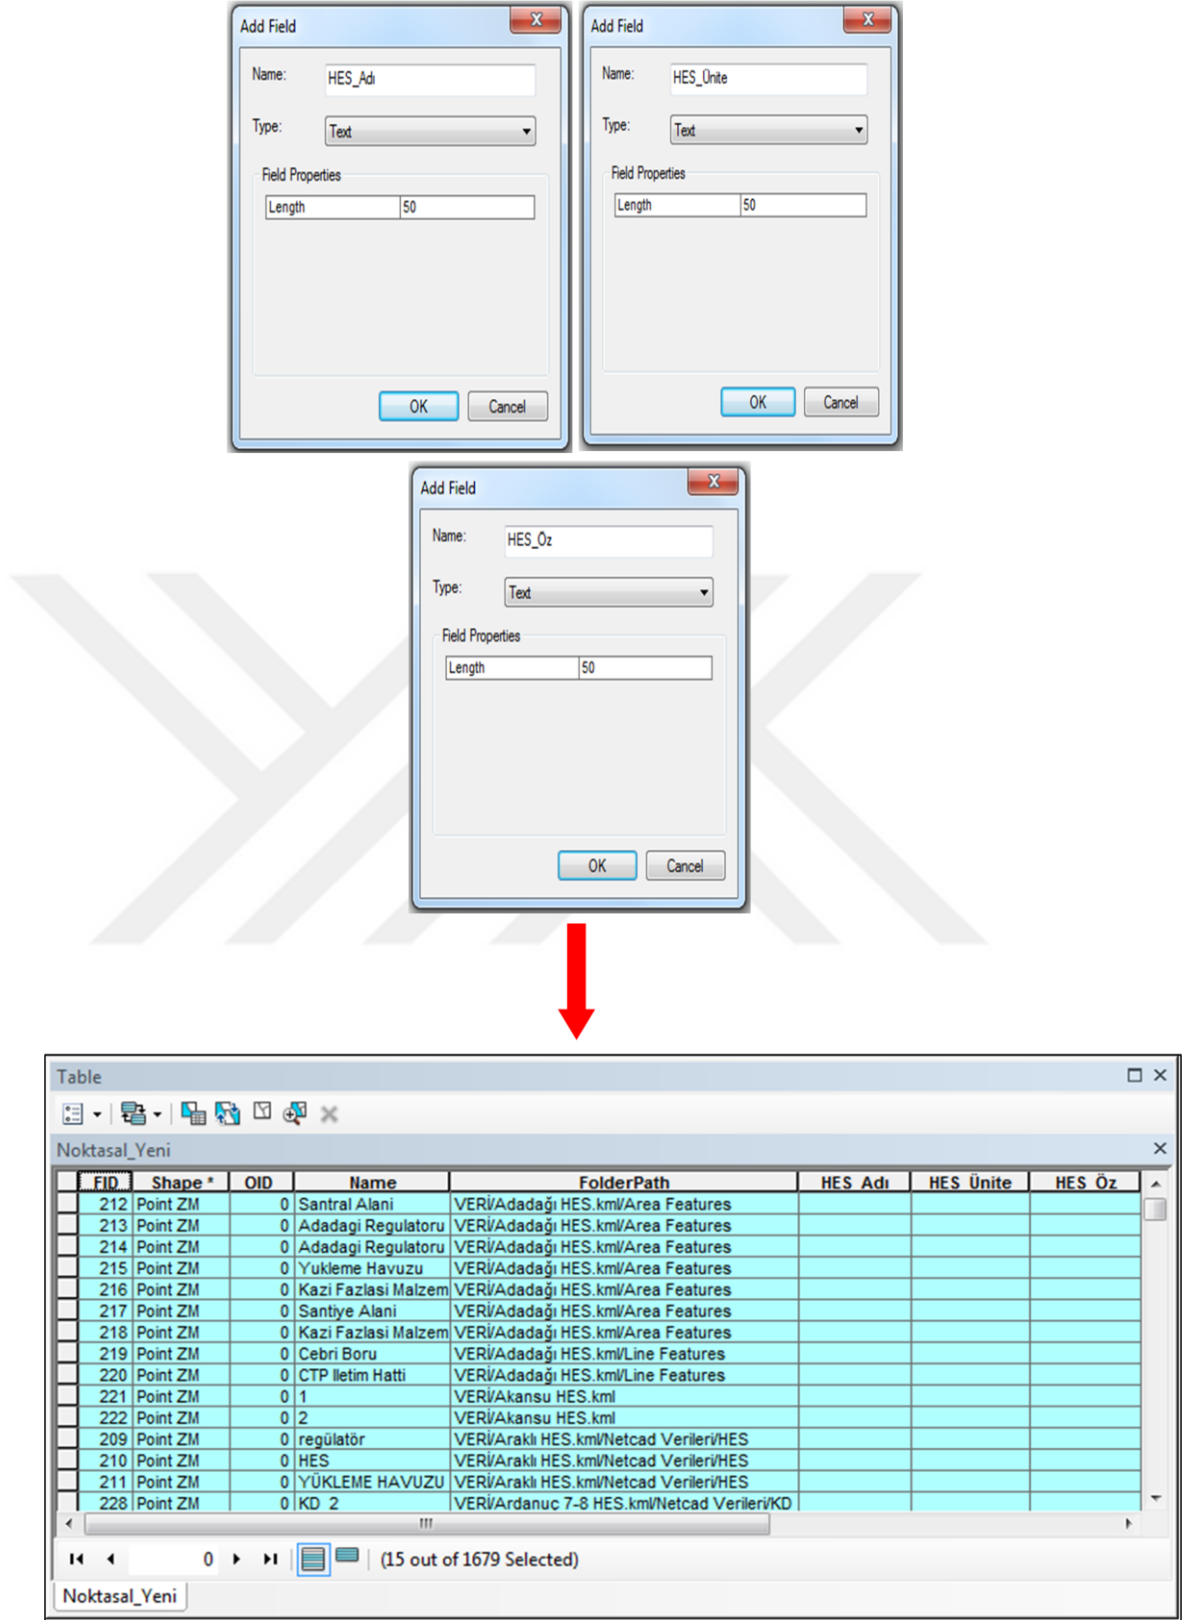 Add Field
Name: HES_Adı
Type: Text
Field Properties
Length 50
OK Cancel
Add Field
Name: HES_Ünite
Type: Text
Field Properties
Length 50
OK Cancel
Add Field
Name: HES_Öz
Type: Text
Field Properties
Length 50
OK Cancel
Table
Noktasal_Yeni
FID Shape * OID Name FolderPath HES_Adı HES_Ünite HES_Öz
212 Point ZM 0 Santral Alani VERİ/Adadağı HES.kml/Area Features
213 Point ZM 0 Adadagi Regulatoru VERİ/Adadağı HES.kml/Area Features
214 Point ZM 0 Adadagi Regulatoru VERİ/Adadağı HES.kml/Area Features
215 Point ZM 0 Yukleme Havuzu VERİ/Adadağı HES.kml/Area Features
216 Point ZM 0 Kazi Fazlasi Malzem VERİ/Adadağı HES.kml/Area Features
217 Point ZM 0 Santiye Alani VERİ/Adadağı HES.kml/Area Features
218 Point ZM 0 Kazi Fazlasi Malzem VERİ/Adadağı HES.kml/Area Features
219 Point ZM 0 Cebri Boru VERİ/Adadağı HES.kml/Line Features
220 Point ZM 0 CTP Iletim Hatti VERİ/Adadağı HES.kml/Line Features
221 Point ZM 0 1 VERİ/Akansu HES.kml
222 Point ZM 0 2 VERİ/Akansu HES.kml
209 Point ZM 0 regülatör VERİ/Araklı HES.kml/Netcad Verileri/HES
210 Point ZM 0 HES VERİ/Araklı HES.kml/Netcad Verileri/HES
211 Point ZM 0 YÜKLEME HAVUZU VERİ/Araklı HES.kml/Netcad Verileri/HES
228 Point ZM 0 KD_2 VERİ/Ardanuç 7-8 HES.kml/Netcad Verileri/KD
0 (15 out of 1679 Selected)
Noktasal_Yeni